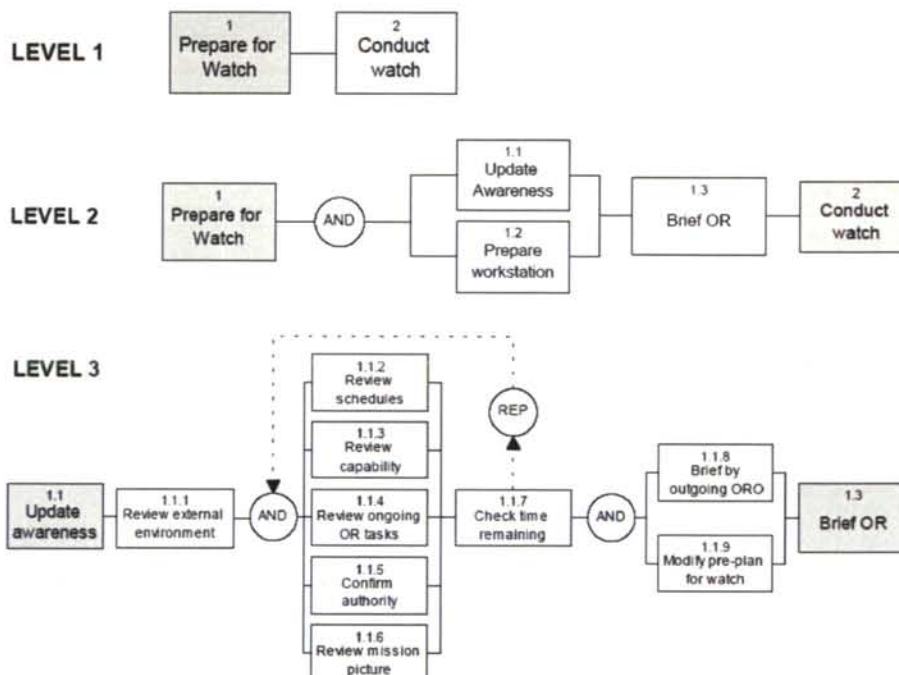 LEVEL 1
1
Prepare for
Watch
2
Conduct
watch
LEVEL 2
1
Prepare for
Watch
AND
1.1
Update
Awareness
1.2
Prepare
workstation
1.3
Brief OR
2
Conduct
watch
LEVEL 3
1.1
Update
awareness
1.1.1
Review external
environment
AND
1.1.2
Review
schedules
1.1.3
Review
capability
1.1.4
Review ongoing
OR tasks
1.1.5
Confirm
authority
1.1.6
Review mission
picture
REP
1.1.7
Check time
remaining
AND
1.1.8
Brief by
outgoing ORO
1.1.9
Modify pre-plan
for watch
1.3
Brief OR